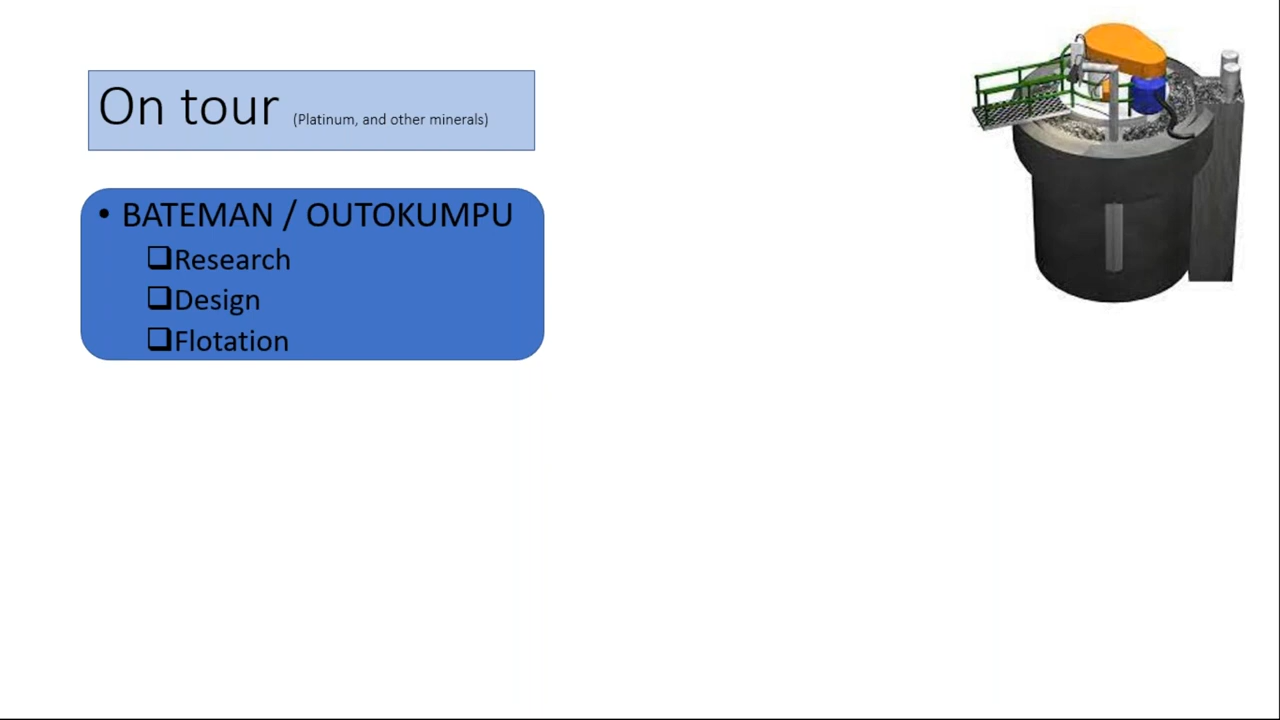 On tour (Platinum, and other minerals)
• BATEMAN / OUTOKUMPU
❑Research
❑Design
❑Flotation